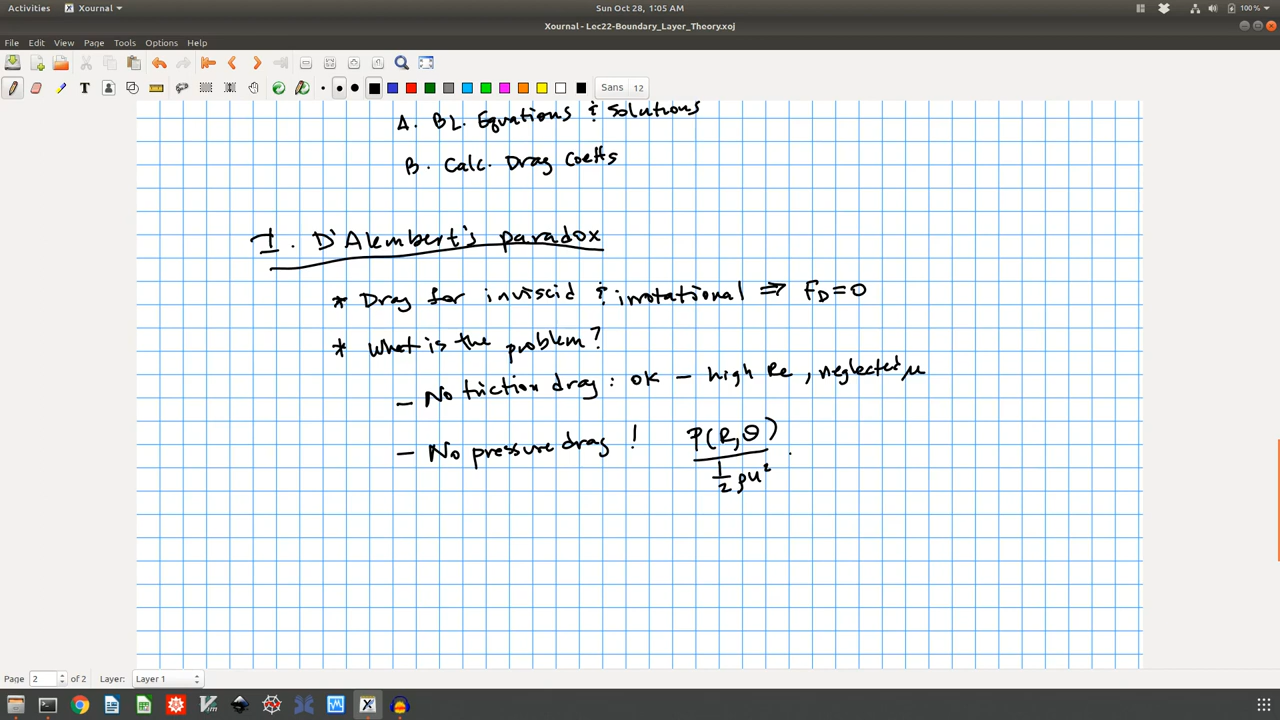 Activities Xournal Sun Oct 28, 1:05 AM 100 %
Xournal - Lec22-Boundary_Layer_Theory.xoj
File Edit View Page Tools Options Help
Sans 12
A. BL. Equations & Solutions
B. Calc. Drag Coeffs
I. D'Alembert's paradox
* Drag for inviscid & irrotational ⇒ F_D = 0
* What is the problem?
- No friction drag: OK - high Re, neglected μ
- No pressure drag! P(R,θ)
1/2 ρu²
Page 2 of 2 Layer: Layer 1